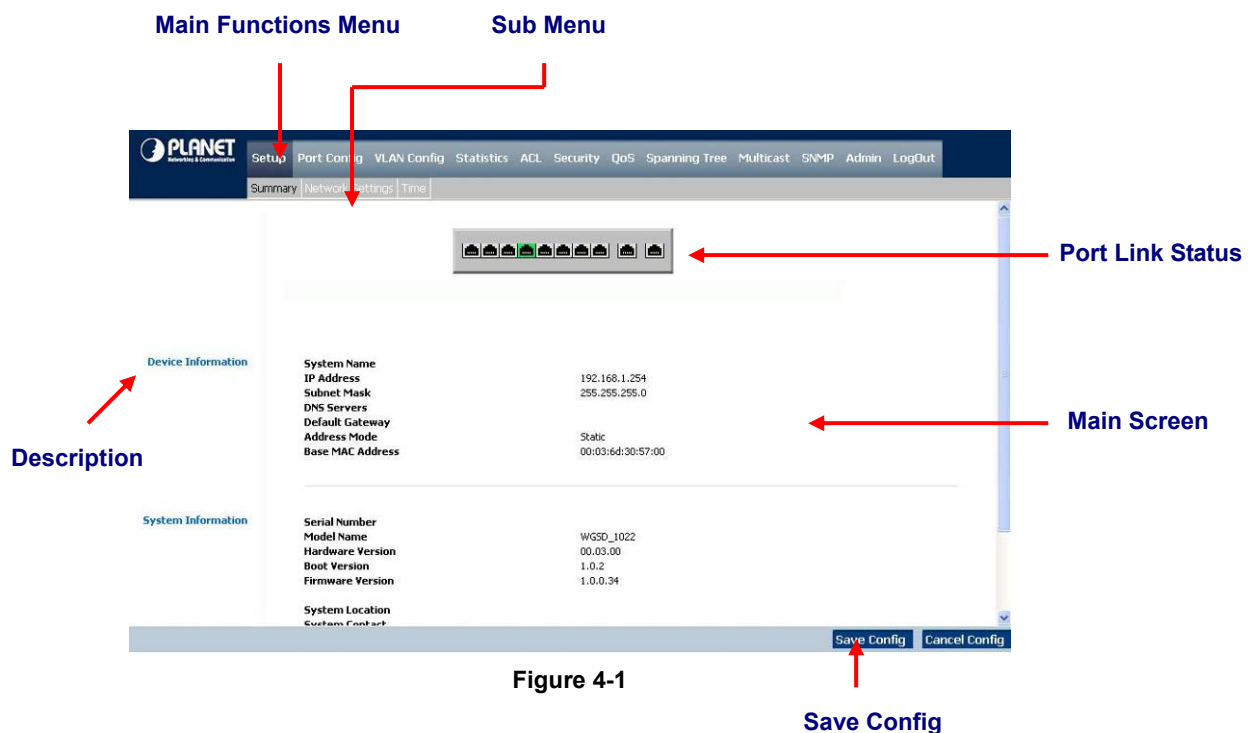 Main Functions Menu Sub Menu
PLANET
Networking & Communication
Setup Port Config VLAN Config Statistics ACL Security QoS Spanning Tree Multicast SNMP Admin LogOut
Summary Network Settings Time
Port Link Status
Device Information
System Name
IP Address 192.168.1.254
Subnet Mask 255.255.255.0
DNS Servers
Default Gateway
Address Mode Static
Base MAC Address 00:03:6d:30:57:00
Main Screen
Description
System Information
Serial Number
Model Name WGSD_1022
Hardware Version 00.03.00
Boot Version 1.0.2
Firmware Version 1.0.0.34
System Location
System Contact
Save Config Cancel Config
Figure 4-1
Save Config